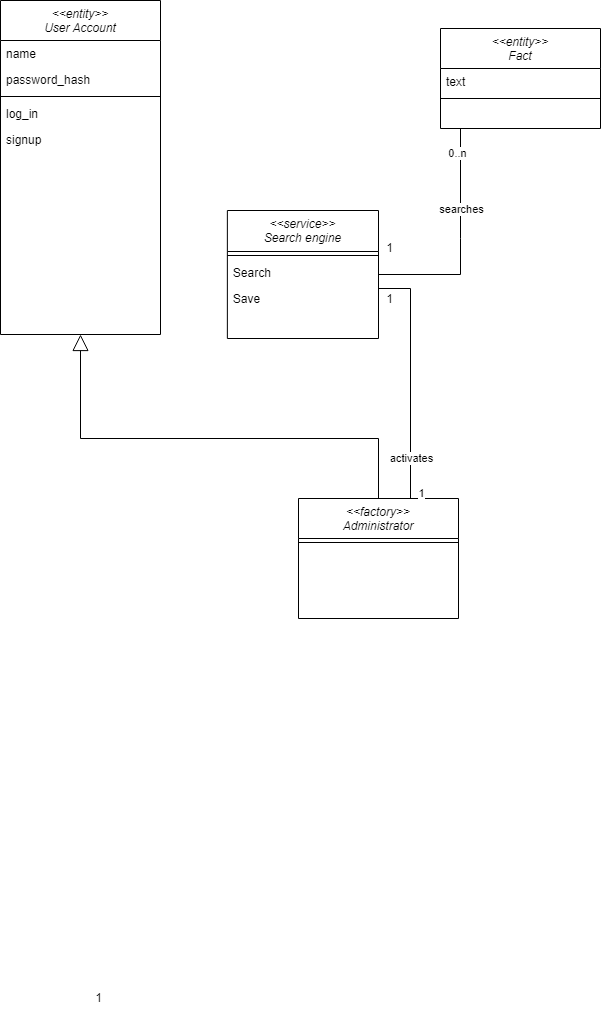 <<entity>>
User Account
name
password_hash
log_in
signup
<<entity>>
Fact
text
0..n
searches
<<service>>
Search engine
Search
Save
1
1
activates
1
<<factory>>
Administrator
1